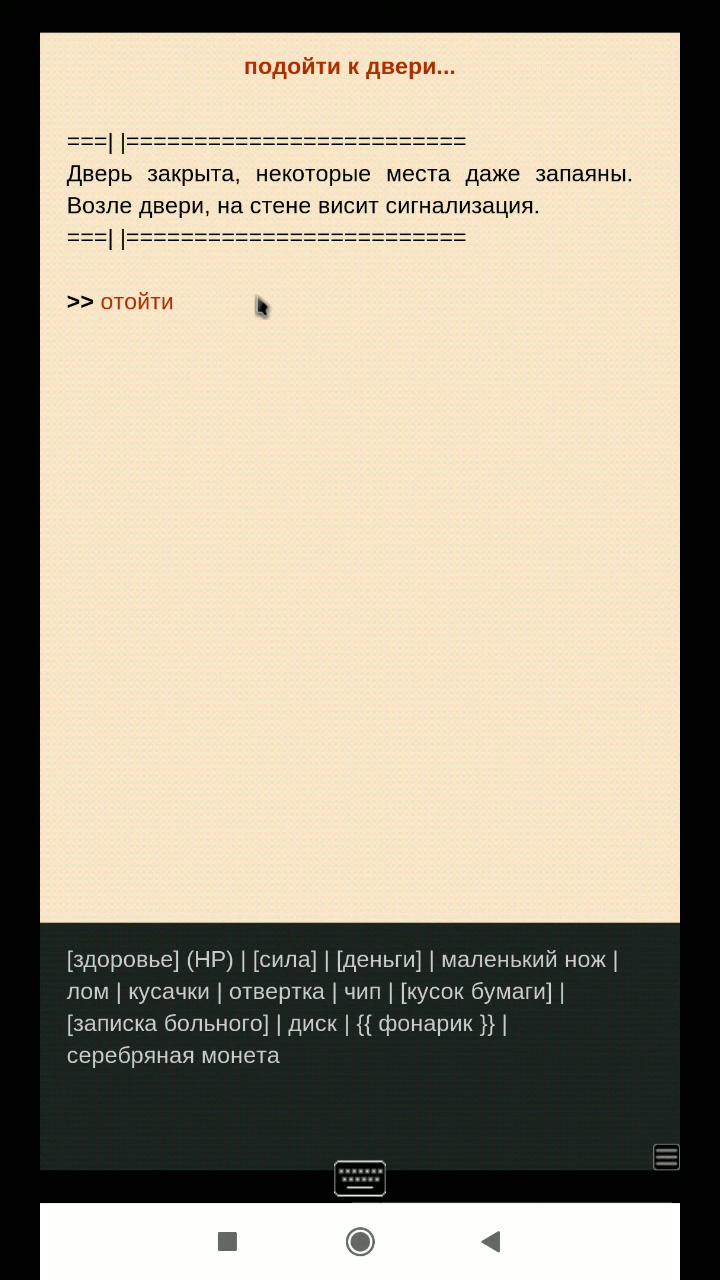 подойти к двери...
===| |=========================
Дверь закрыта, некоторые места даже запаяны.
Возле двери, на стене висит сигнализация.
===| |=========================
>> отойти
[здоровье] (HP) | [сила] | [деньги] | маленький нож |
лом | кусачки | отвертка | чип | [кусок бумаги] |
[записка больного] | диск | {{ фонарик }} |
серебряная монета